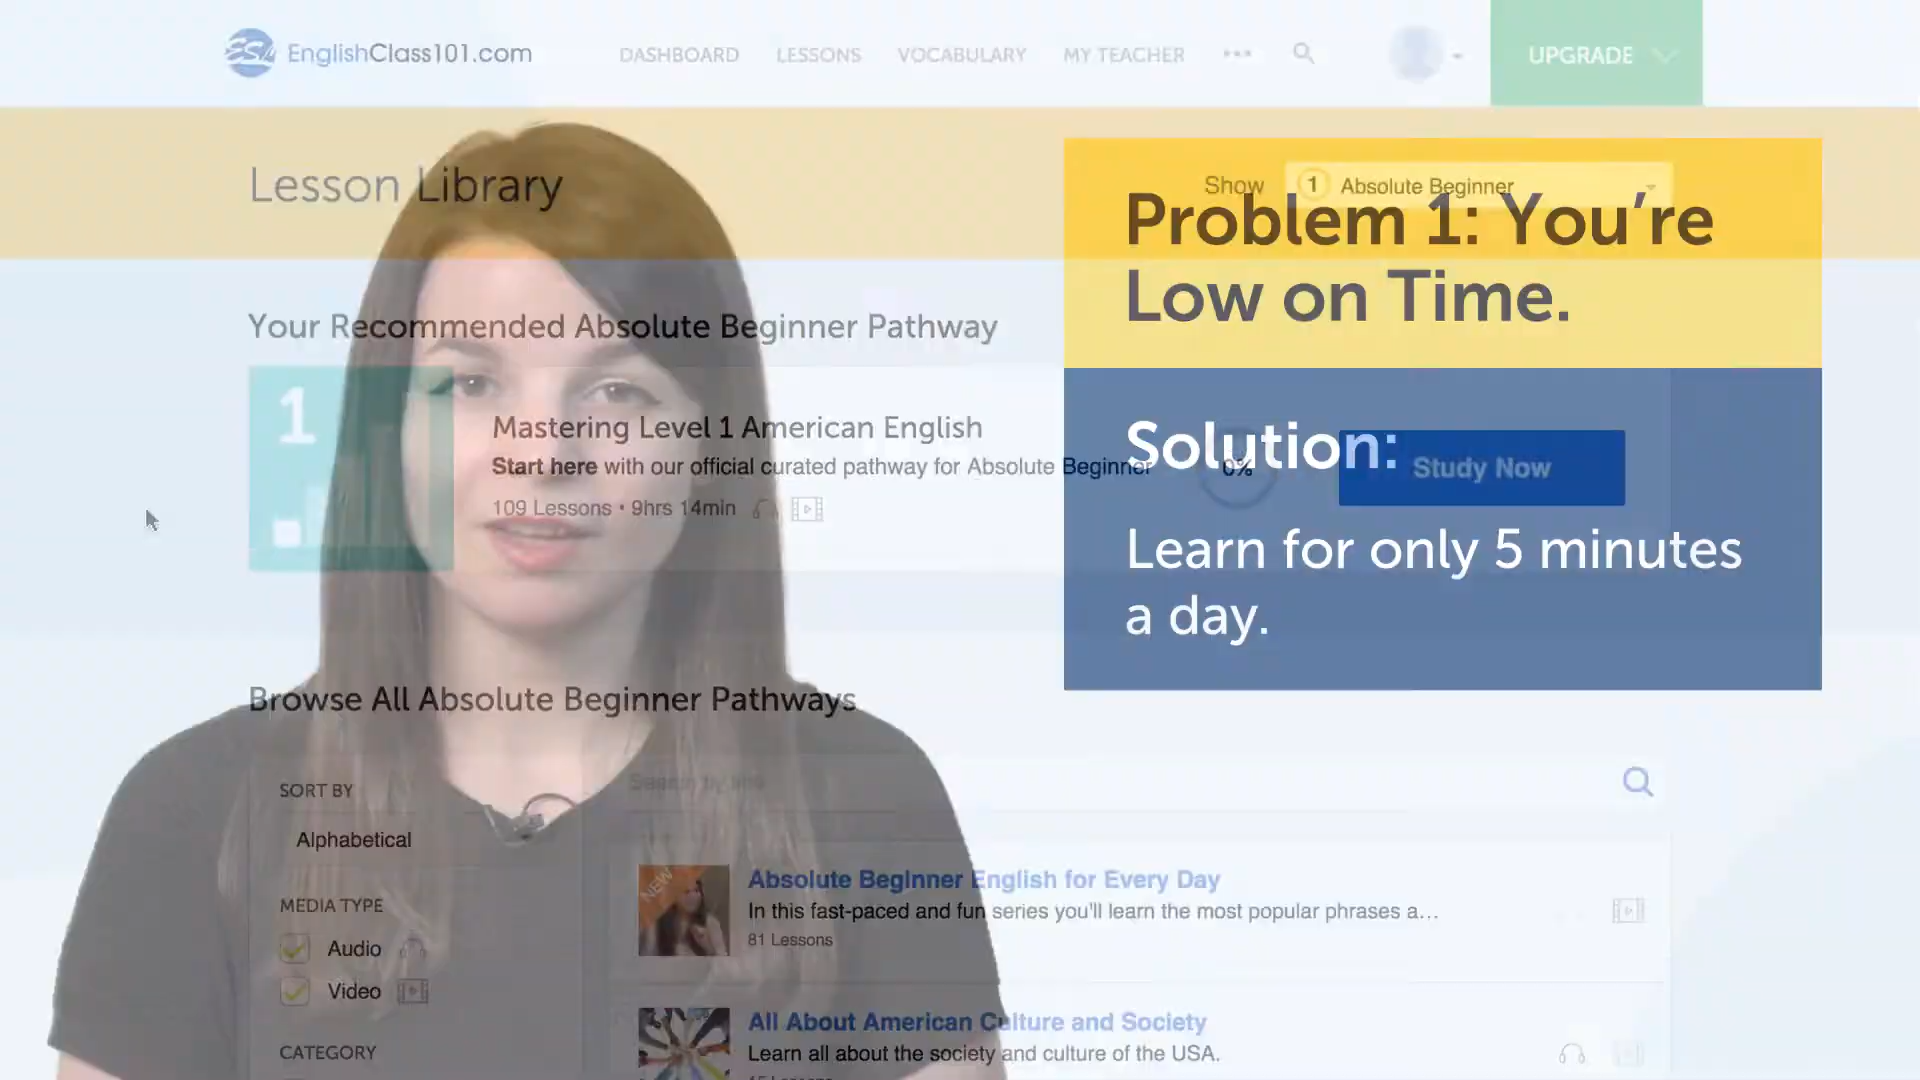 EnglishClass101.com
DASHBOARD
LESSONS
VOCABULARY
MY TEACHER
UPGRADE
Lesson Library
Show
1 Absolute Beginner
Problem 1: You’re
Low on Time.
Your Recommended Absolute Beginner Pathway
1
Mastering Level 1 American English
Start here with our official curated pathway for Absolute Beginner
109 Lessons • 9hrs 14min
0%
Study Now
Solution:
Learn for only 5 minutes
a day.
Browse All Absolute Beginner Pathways
SORT BY
Alphabetical
MEDIA TYPE
Audio
Video
CATEGORY
NEW
Absolute Beginner English for Every Day
In this fast-paced and fun series you'll learn the most popular phrases a...
81 Lessons
All About American Culture and Society
Learn all about the society and culture of the USA.